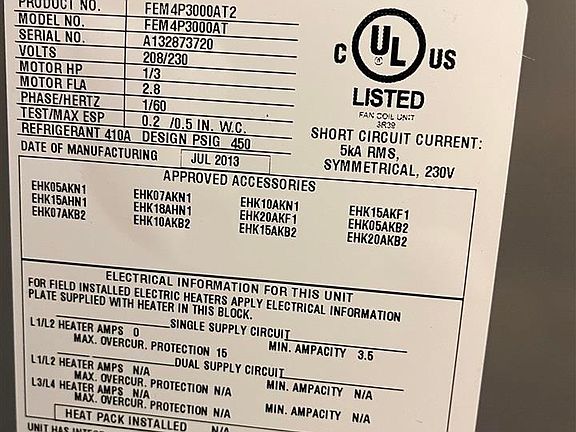 PRODUCT NO. FEM4P3000AT2
MODEL NO. FEM4P3000AT
SERIAL NO. A132873720
VOLTS 208/230
MOTOR HP 1/3
MOTOR FLA 2.8
PHASE/HERTZ 1/60
TEST/MAX ESP 0.2 /0.5 IN. W.C.
REFRIGERANT 410A DESIGN PSIG 450
DATE OF MANUFACTURING JUL 2013
C UL US
LISTED
FAN COIL UNIT
3R39
SHORT CIRCUIT CURRENT:
5kA RMS,
SYMMETRICAL, 230V
APPROVED ACCESSORIES
EHK05AKN1 EHK07AKN1 EHK10AKN1 EHK15AKF1
EHK15AHN1 EHK18AHN1 EHK20AKF1 EHK05AKB2
EHK07AKB2 EHK10AKB2 EHK15AKB2 EHK20AKB2
ELECTRICAL INFORMATION FOR THIS UNIT
FOR FIELD INSTALLED ELECTRIC HEATERS APPLY ELECTRICAL INFORMATION
PLATE SUPPLIED WITH HEATER IN THIS BLOCK.
SINGLE SUPPLY CIRCUIT
L1/L2 HEATER AMPS 0
MAX. OVERCUR. PROTECTION 15 MIN. AMPACITY 3.5
DUAL SUPPLY CIRCUIT
L1/L2 HEATER AMPS N/A
MAX. OVERCUR. PROTECTION N/A MIN. AMPACITY N/A
L3/L4 HEATER AMPS N/A
MAX. OVERCUR. PROTECTION N/A MIN. AMPACITY N/A
HEAT PACK INSTALLED N/A
UNIT HAS